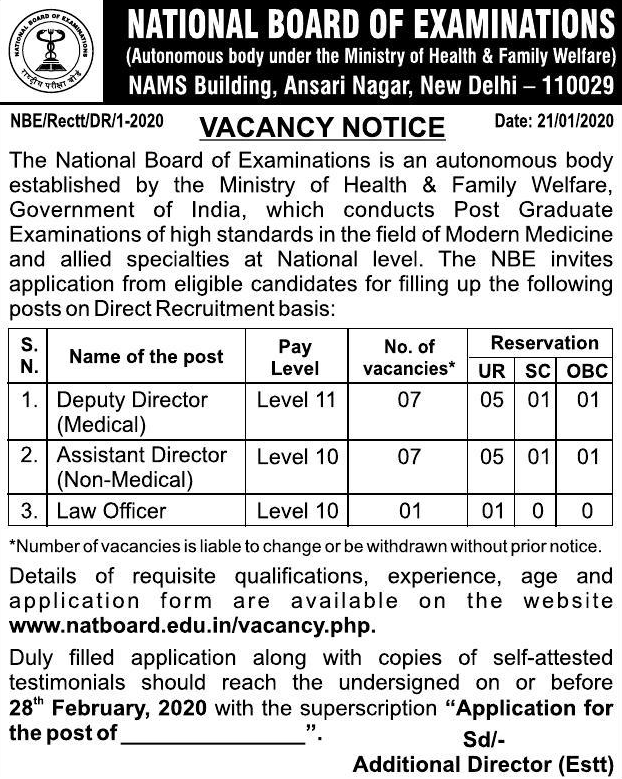 NATIONAL BOARD OF EXAMINATIONS
राष्ट्रीय परीक्षा बोर्ड
NATIONAL BOARD OF EXAMINATIONS
(Autonomous body under the Ministry of Health & Family Welfare)
NAMS Building, Ansari Nagar, New Delhi – 110029
NBE/Rectt/DR/1-2020 VACANCY NOTICE Date: 21/01/2020
The National Board of Examinations is an autonomous body
established by the Ministry of Health & Family Welfare,
Government of India, which conducts Post Graduate
Examinations of high standards in the field of Modern Medicine
and allied specialties at National level. The NBE invites
application from eligible candidates for filling up the following
posts on Direct Recruitment basis:
S. N. Name of the post Pay Level No. of vacancies* Reservation
UR SC OBC
1. Deputy Director (Medical) Level 11 07 05 01 01
2. Assistant Director (Non-Medical) Level 10 07 05 01 01
3. Law Officer Level 10 01 01 0 0
*Number of vacancies is liable to change or be withdrawn without prior notice.
Details of requisite qualifications, experience, age and
application form are available on the website
www.natboard.edu.in/vacancy.php.
Duly filled application along with copies of self-attested
testimonials should reach the undersigned on or before
28th February, 2020 with the superscription “Application for
the post of ________________”.
Sd/-
Additional Director (Estt)